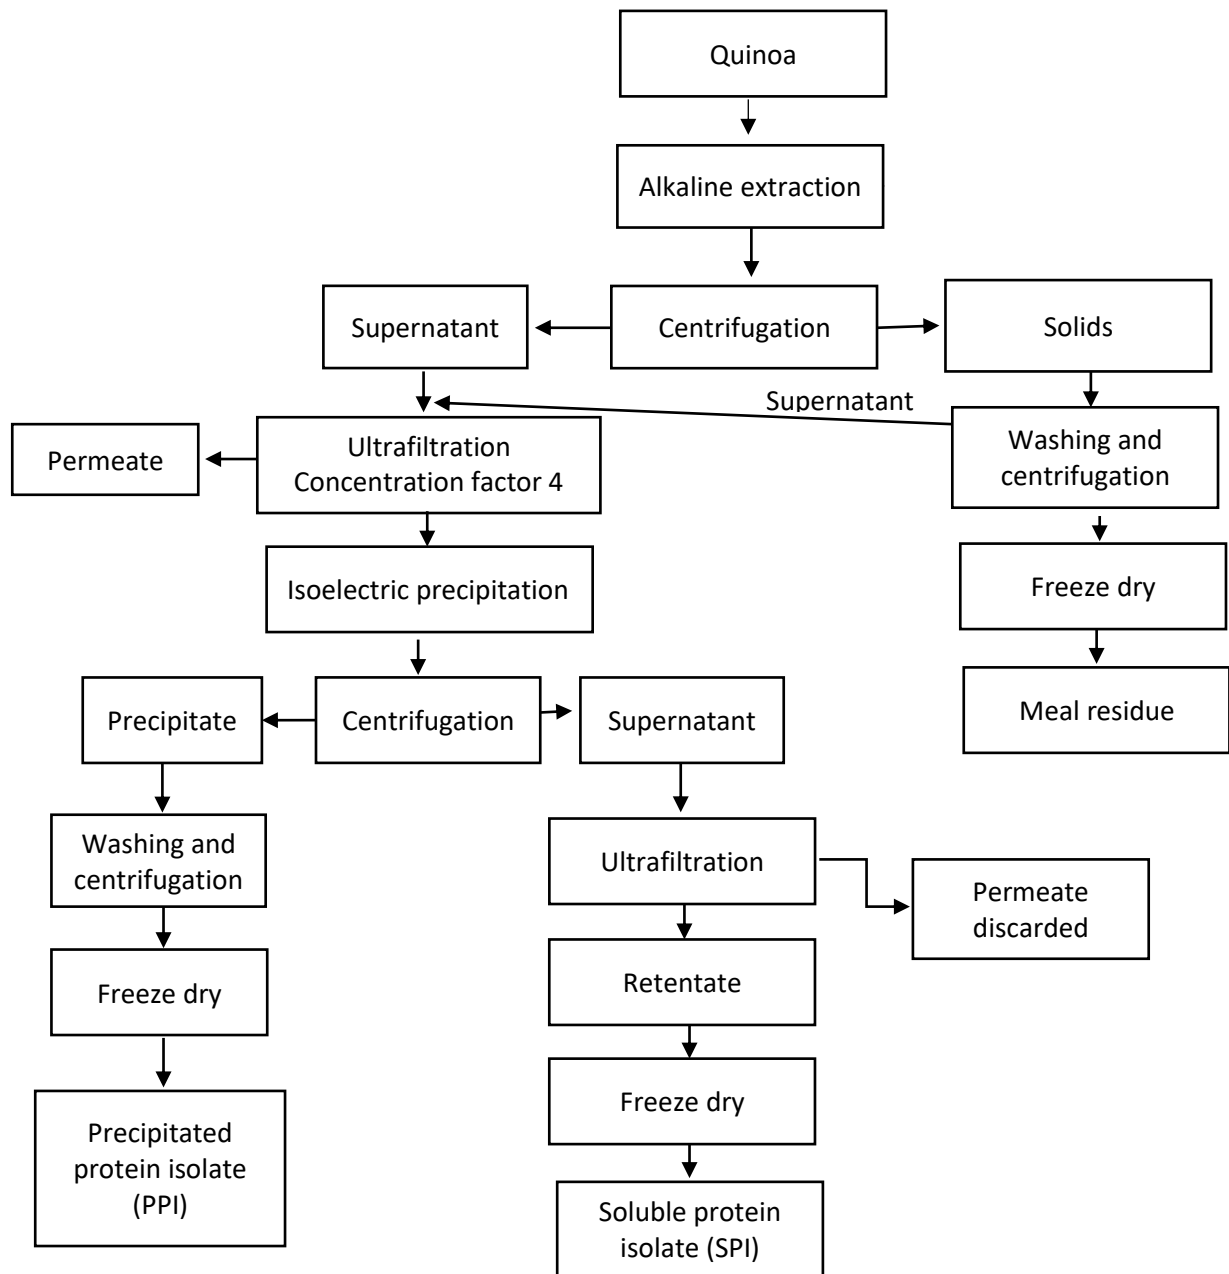 Quinoa
Alkaline extraction
Supernatant
Centrifugation
Solids
Supernatant
Permeate
Ultrafiltration
Concentration factor 4
Washing and
centrifugation
Isoelectric precipitation
Freeze dry
Precipitate
Centrifugation
Supernatant
Meal residue
Washing and
centrifugation
Ultrafiltration
Permeate
discarded
Freeze dry
Retentate
Freeze dry
Precipitated
protein isolate
(PPI)
Soluble protein
isolate (SPI)